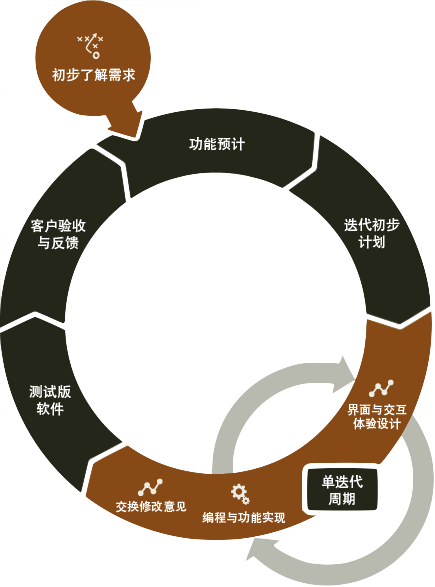 初步了解需求
功能预计
迭代初步
计划
界面与交互
体验设计
单迭代
周期
编程与功能实现
交换修改意见
测试版
软件
客户验收
与反馈